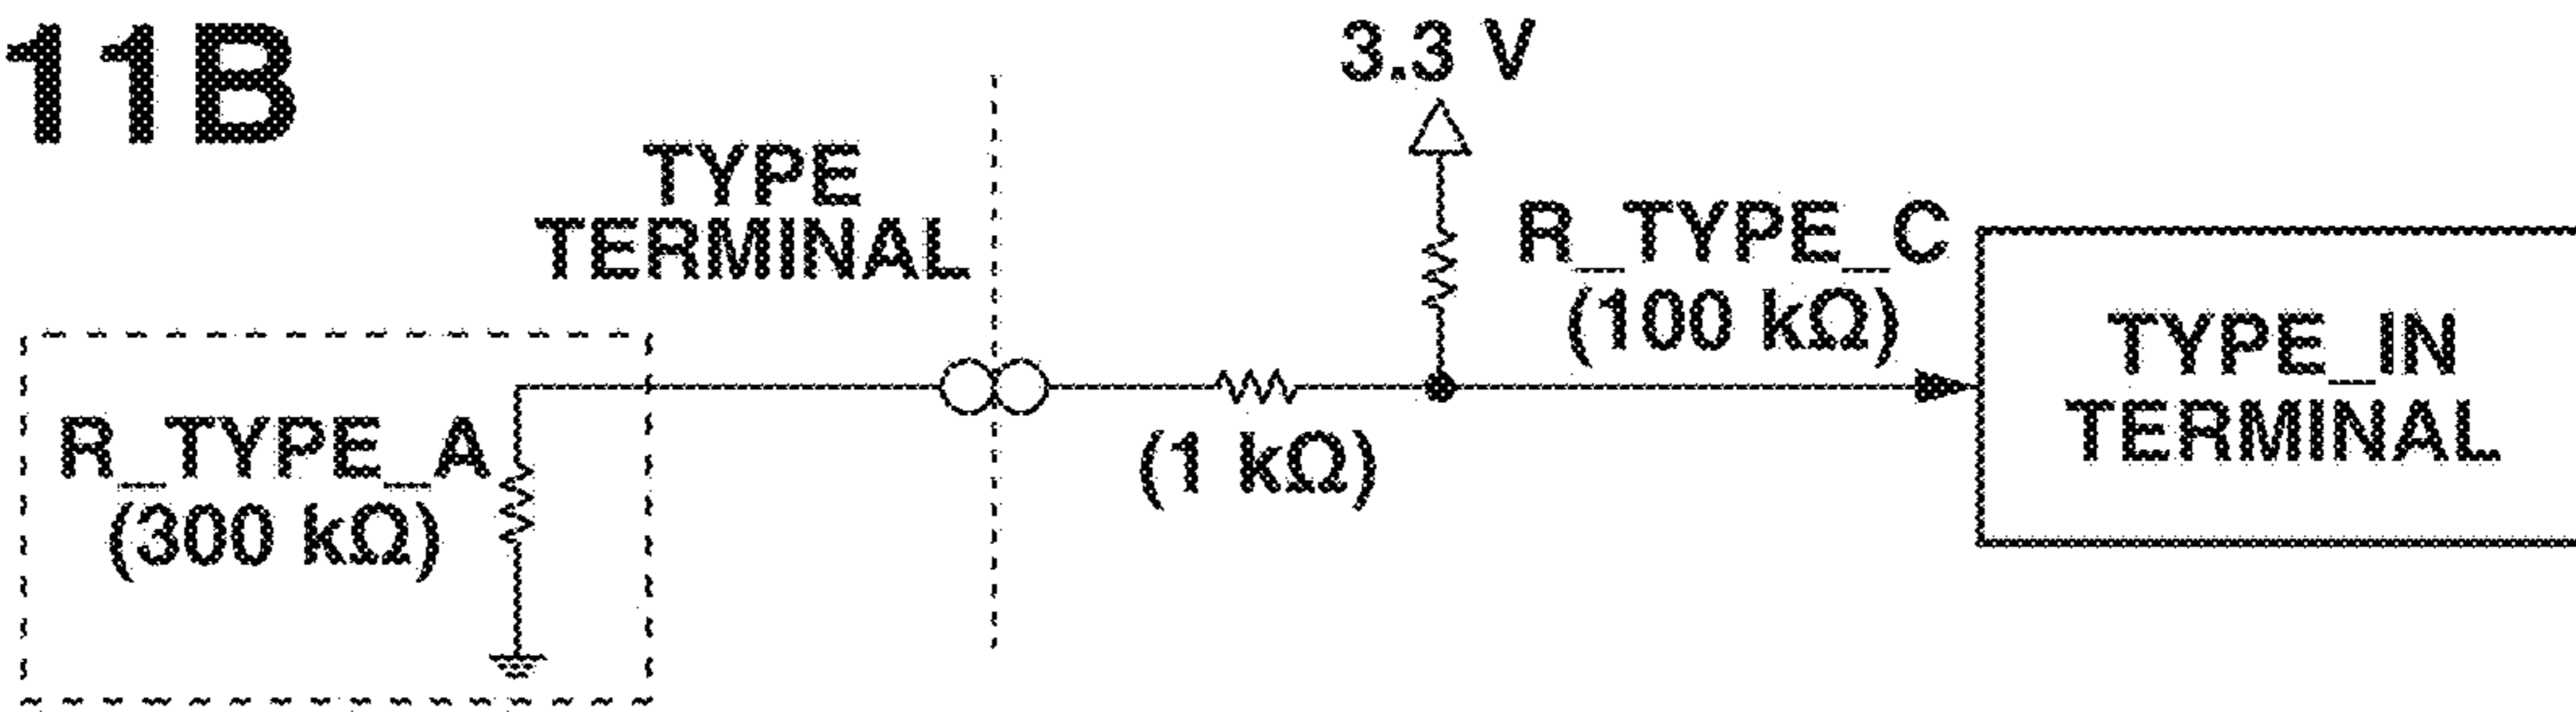 11B
3.3 V
TYPE
TERMINAL
R_TYPE_C
(100 kΩ)
TYPE_IN
TERMINAL
R_TYPE_A
(300 kΩ)
(1 kΩ)